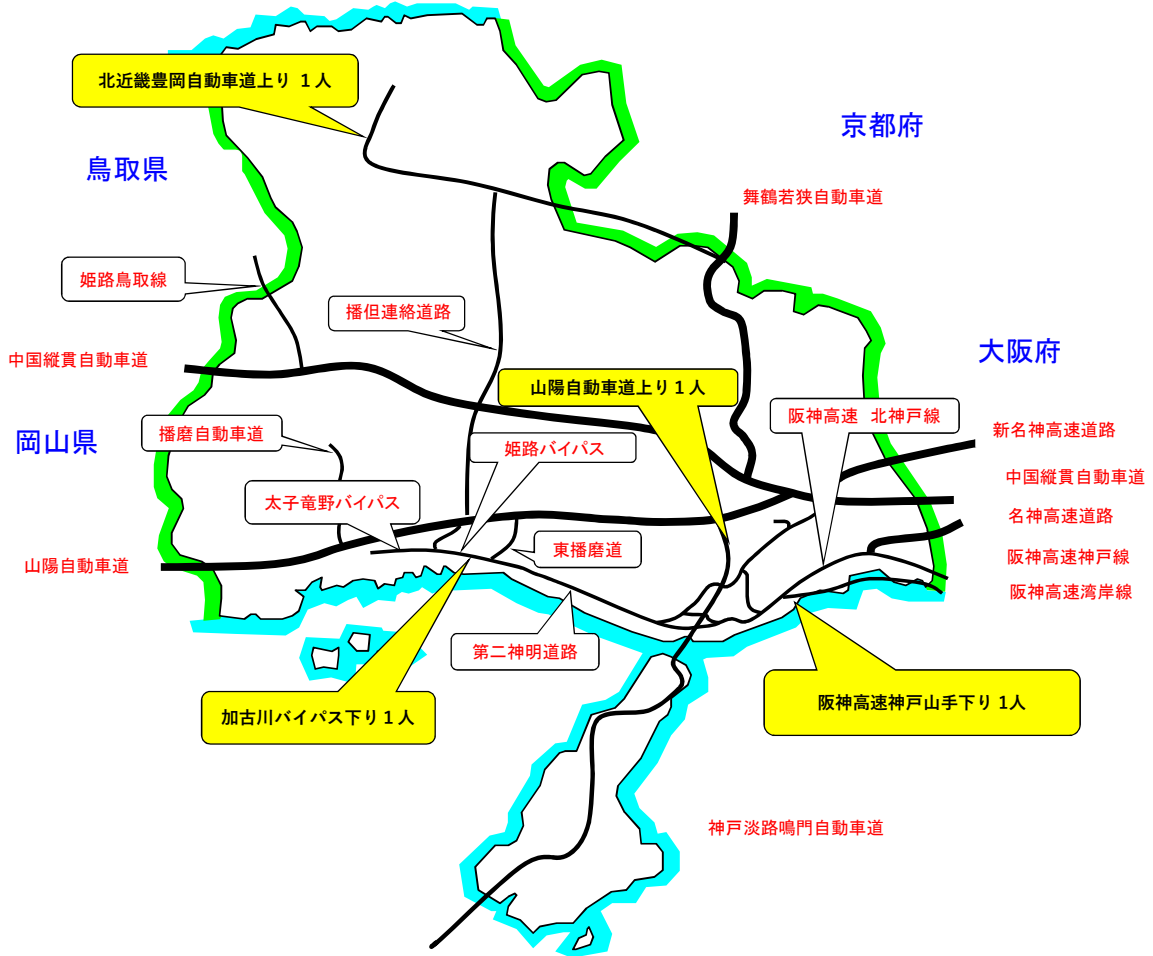 北近畿豊岡自動車道上り 1人
京都府
鳥取県
舞鶴若狭自動車道
姫路鳥取線
播但連絡道路
中国縦貫自動車道
大阪府
山陽自動車道上り1人
阪神高速 北神戸線
岡山県
播磨自動車道
姫路バイパス
新名神高速道路
中国縦貫自動車道
太子竜野バイパス
名神高速道路
東播磨道
山陽自動車道
阪神高速神戸線
阪神高速湾岸線
第二神明道路
加古川バイパス下り1人
阪神高速神戸山手下り1人
神戸淡路鳴門自動車道